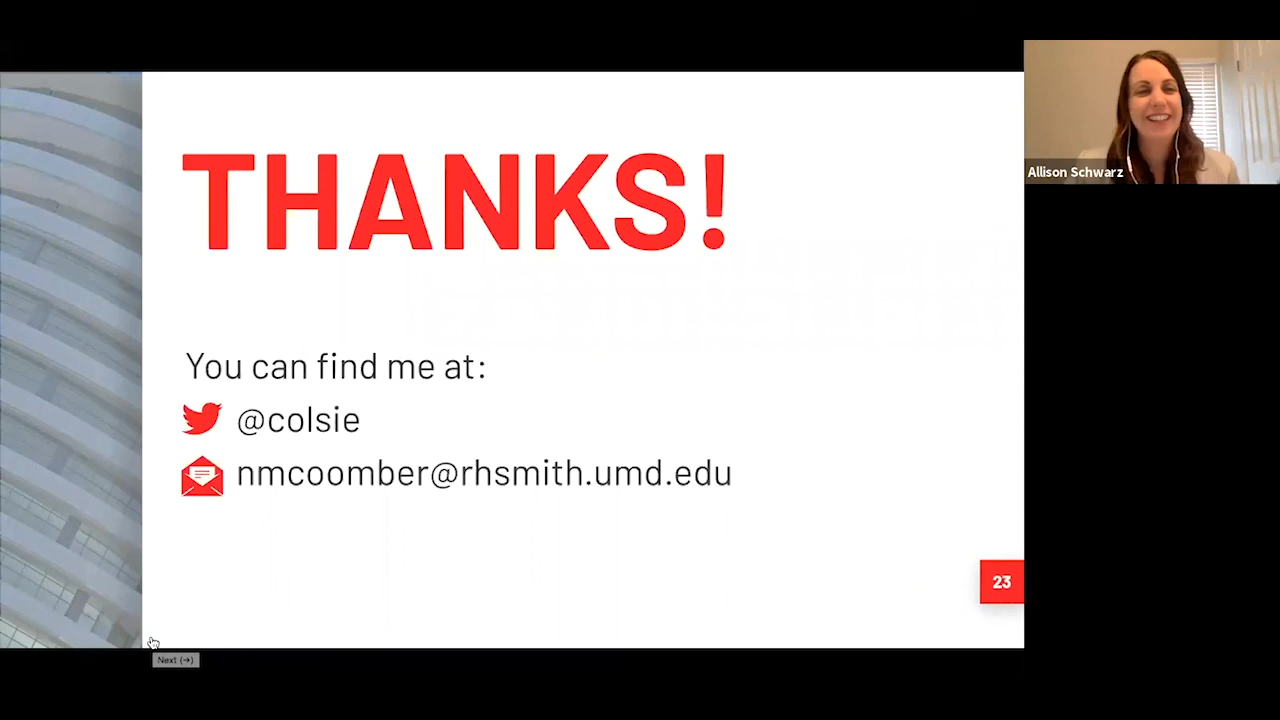 THANKS!
You can find me at:
@colsie
nmcoomber@rhsmith.umd.edu
23
Next (→)
Allison Schwarz